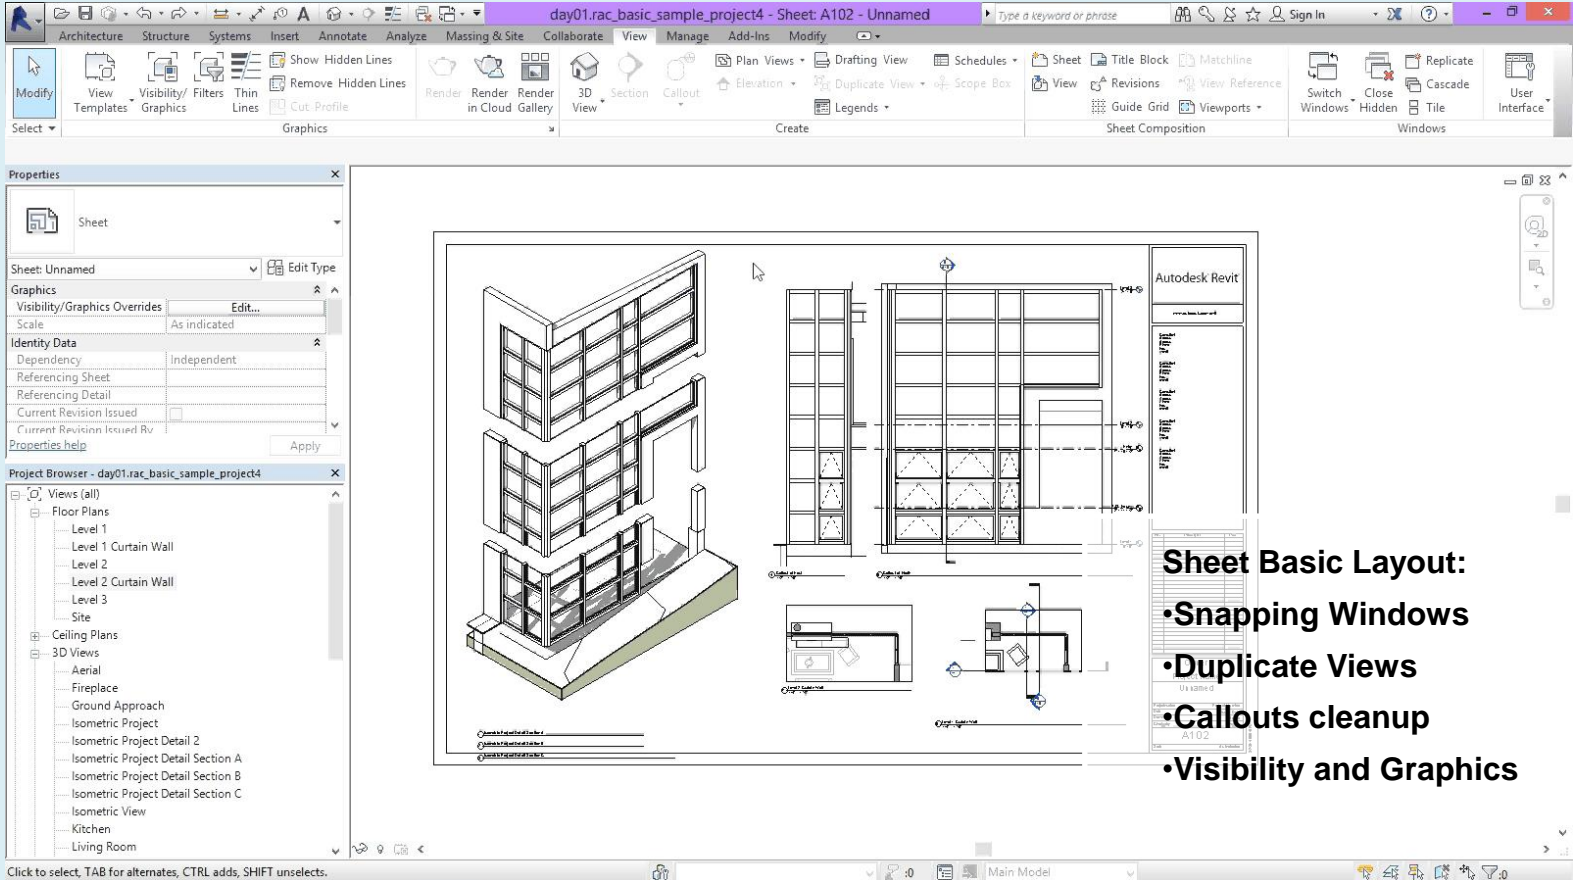 day01.rac_basic_sample_project4 - Sheet: A102 - Unnamed
Type a keyword or phrase
Sign In
Architecture Structure Systems Insert Annotate Analyze Massing & Site Collaborate View Manage Add-Ins Modify
Modify
View Templates
Visibility/ Graphics
Filters
Thin Lines
Show Hidden Lines
Remove Hidden Lines
Cut Profile
Render
Render in Cloud
Render Gallery
3D View
Section
Callout
Plan Views
Elevation
Drafting View
Duplicate View
Legends
Schedules
Scope Box
Sheet
View
Title Block
Revisions
Guide Grid
Matchline
View Reference
Viewports
Switch Windows
Close Hidden
Replicate
Cascade
Tile
User Interface
Select
Graphics
Create
Sheet Composition
Windows
Properties
Sheet
Sheet: Unnamed
Edit Type
Graphics
Visibility/Graphics Overrides Edit...
Scale As indicated
Identity Data
Dependency Independent
Referencing Sheet
Referencing Detail
Current Revision Issued
Current Revision Issued By
Properties help
Apply
Project Browser - day01.rac_basic_sample_project4
Views (all)
Floor Plans
Level 1
Level 1 Curtain Wall
Level 2
Level 2 Curtain Wall
Level 3
Site
Ceiling Plans
3D Views
Aerial
Fireplace
Ground Approach
Isometric Project
Isometric Project Detail 2
Isometric Project Detail Section A
Isometric Project Detail Section B
Isometric Project Detail Section C
Isometric View
Kitchen
Living Room
2D
Autodesk Revit
Unnamed
A102
Sheet Basic Layout:
•Snapping Windows
•Duplicate Views
•Callouts cleanup
•Visibility and Graphics
Click to select, TAB for alternates, CTRL adds, SHIFT unselects.
:0
Main Model
:0